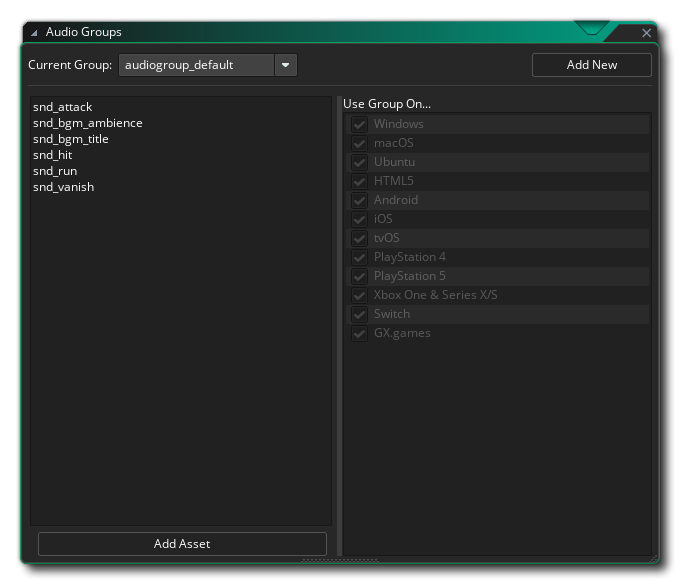 Audio Groups
Current Group: audiogroup_default Add New
snd_attack
snd_bgm_ambience
snd_bgm_title
snd_hit
snd_run
snd_vanish
Add Asset
Use Group On...
Windows
macOS
Ubuntu
HTML5
Android
iOS
tvOS
PlayStation 4
PlayStation 5
Xbox One & Series X/S
Switch
GX.games